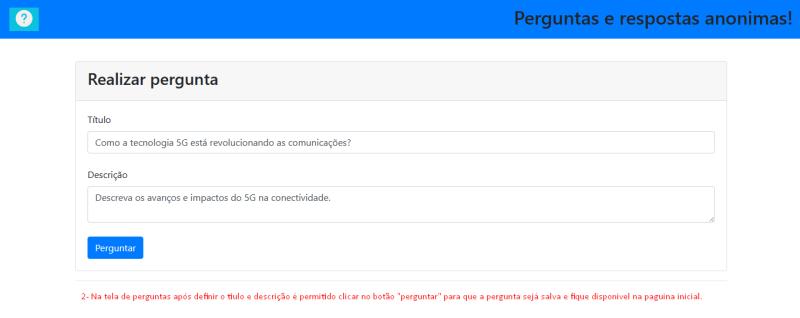 Perguntas e respostas anonimas!
Realizar pergunta
Título
Como a tecnologia 5G está revolucionando as comunicações?
Descrição
Descreva os avanços e impactos do 5G na conectividade.
Perguntar
2- Na tela de perguntas após definir o tiulo e descrição é permitido clicar no botão "perguntar" para que a pergunta sejá salva e fique disponivel na paguina inicial.